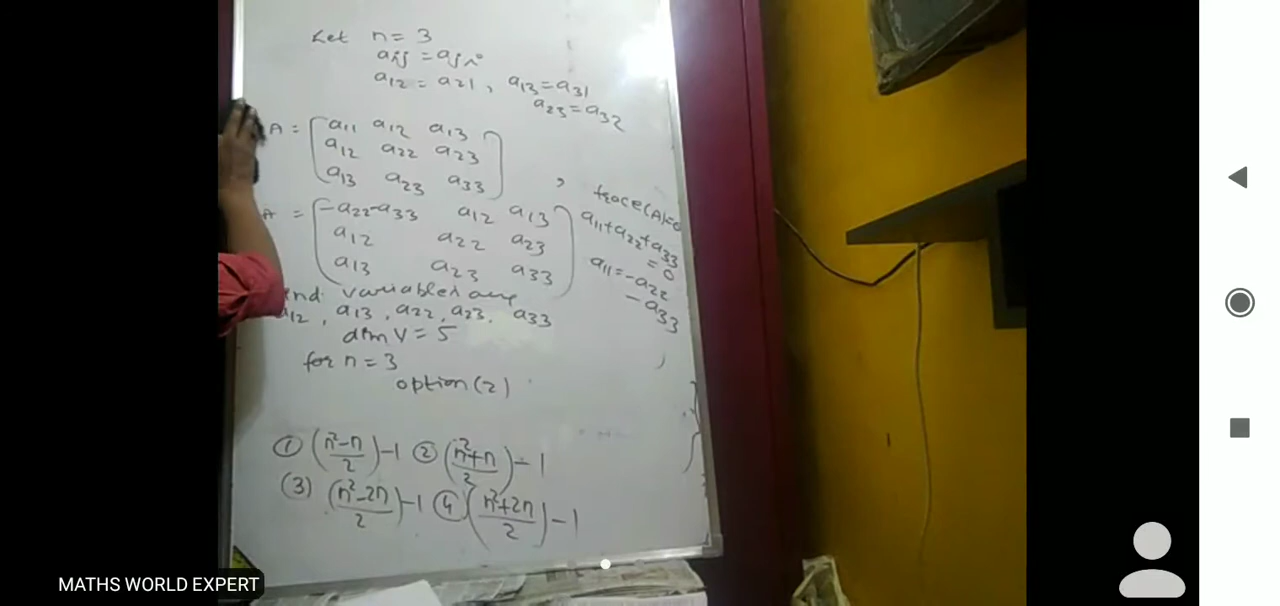 Let n = 3
aij = aji
a12 = a21, a13 = a31
a23 = a32
A = [a11 a12 a13
a12 a22 a23
a13 a23 a33]
, trace(A)=0
a11+a22+a33
= 0
a11 = -a22
- a33
A = [-a22-a33 a12 a13
a12 a22 a23
a13 a23 a33]
ind variables are
a12, a13, a22, a23, a33
dim V = 5
for n = 3
option (2)
① (n²-n/2)-1 ② (n²+n/2)-1
(3) (n²-2n/2)-1 ④ (n²+2n/2)-1
MATHS WORLD EXPERT